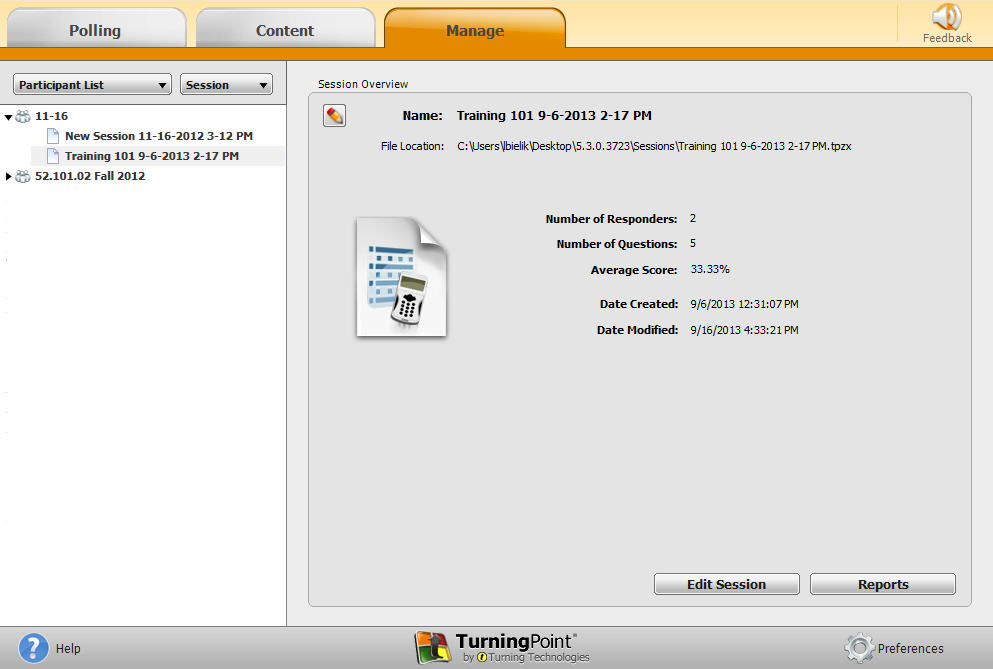 Polling
Content
Manage
Feedback
Participant List
Session
11-16
New Session 11-16-2012 3-12 PM
Training 101 9-6-2013 2-17 PM
52.101.02 Fall 2012
Session Overview
Name: Training 101 9-6-2013 2-17 PM
File Location: C:\Users\lbielik\Desktop\5.3.0.3723\Sessions\Training 101 9-6-2013 2-17 PM.tpzx
Number of Responders: 2
Number of Questions: 5
Average Score: 33.33%
Date Created: 9/6/2013 12:31:07 PM
Date Modified: 9/16/2013 4:33:21 PM
Edit Session
Reports
? Help
TurningPoint®
by Turning Technologies
Preferences